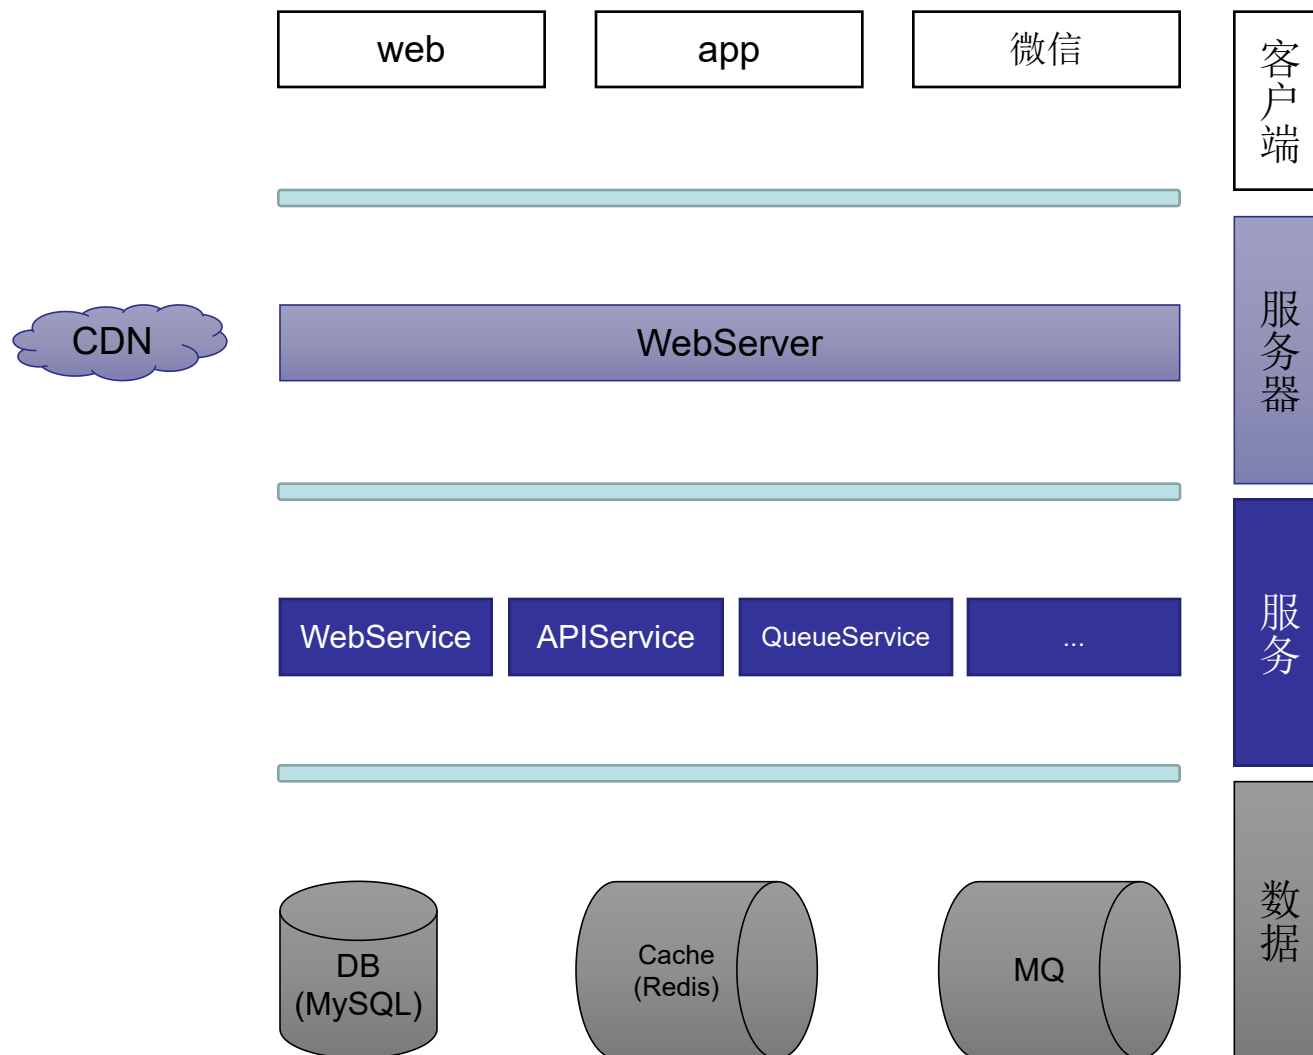 web
app
微信
客户端
CDN
WebServer
服务器
WebService
APIService
QueueService
...
服务
DB
(MySQL)
Cache
(Redis)
MQ
数据